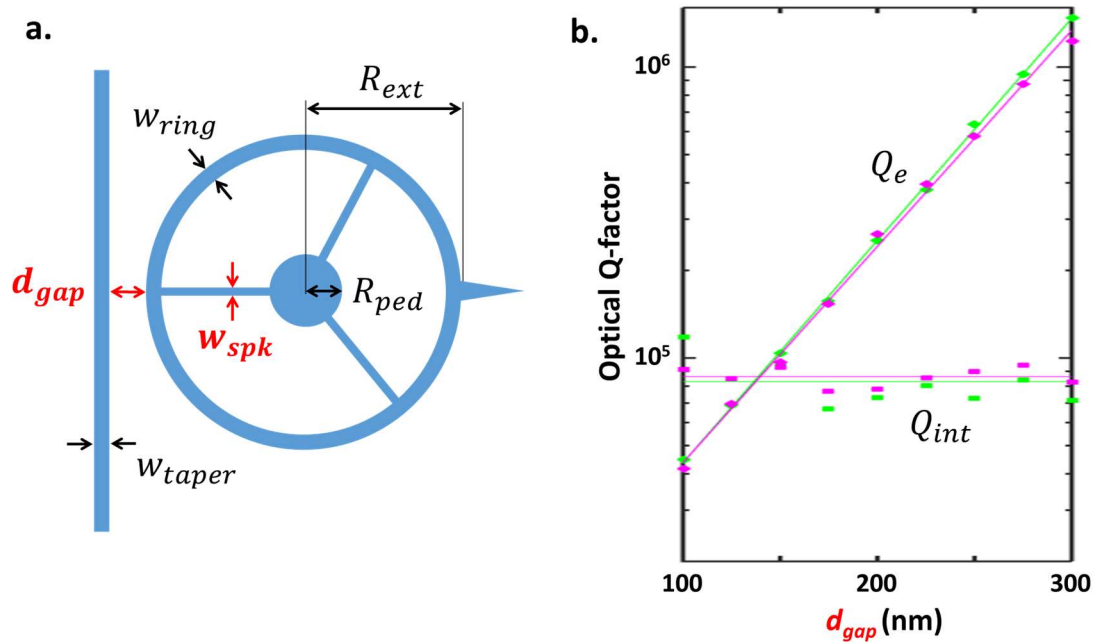 a.
R_ext
w_ring
d_gap
R_ped
w_spk
w_taper
b.
Optical Q-factor
10^6
10^5
Q_e
Q_int
100
200
300
d_gap (nm)